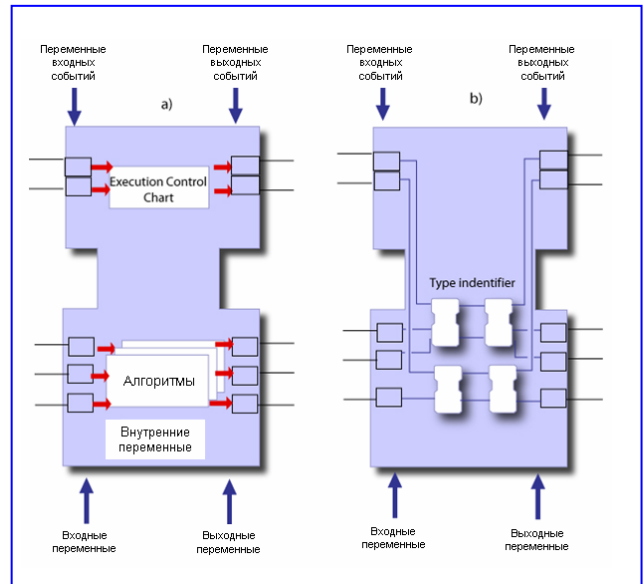 Переменные
входных
событий
Переменные
выходных
событий
a)
Execution Control
Chart
Алгоритмы
Внутренние
переменные
Входные
переменные
Выходные
переменные
Переменные
входных
событий
Переменные
выходных
событий
b)
Type indentifier
Входные
переменные
Выходные
переменные